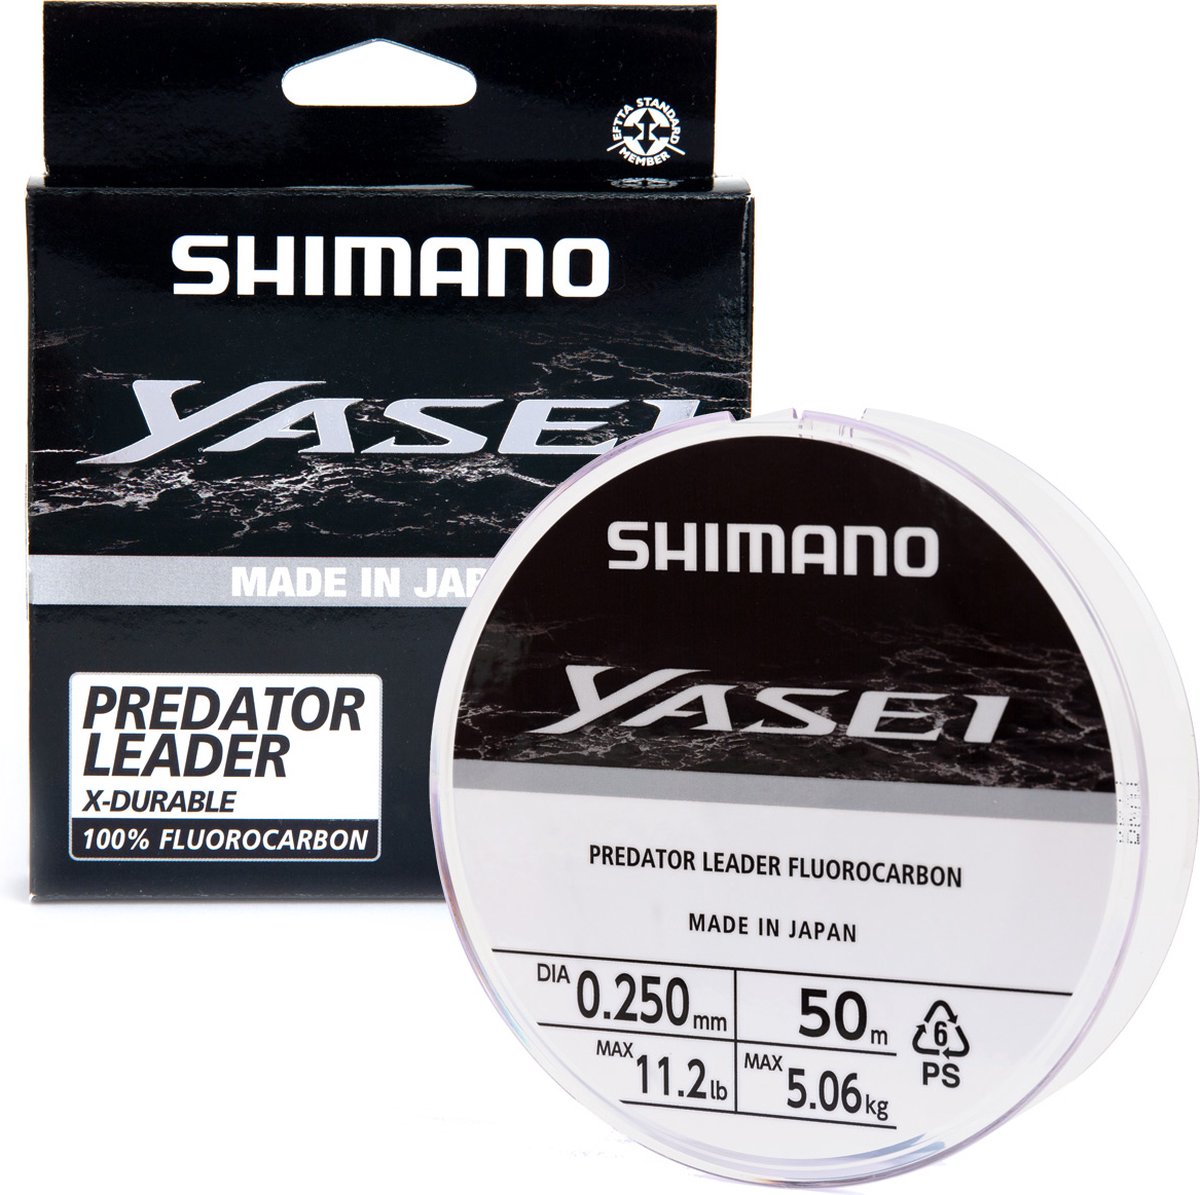 EFTTA STANDARD
MEMBER
SHIMANO
YASEI
MADE IN JAP
PREDATOR
LEADER
X-DURABLE
100% FLUOROCARBON
SHIMANO
YASEI
PREDATOR LEADER FLUOROCARBON
MADE IN JAPAN
DIA 0.250mm 50m
MAX 11.2lb MAX 5.06kg
6
PS